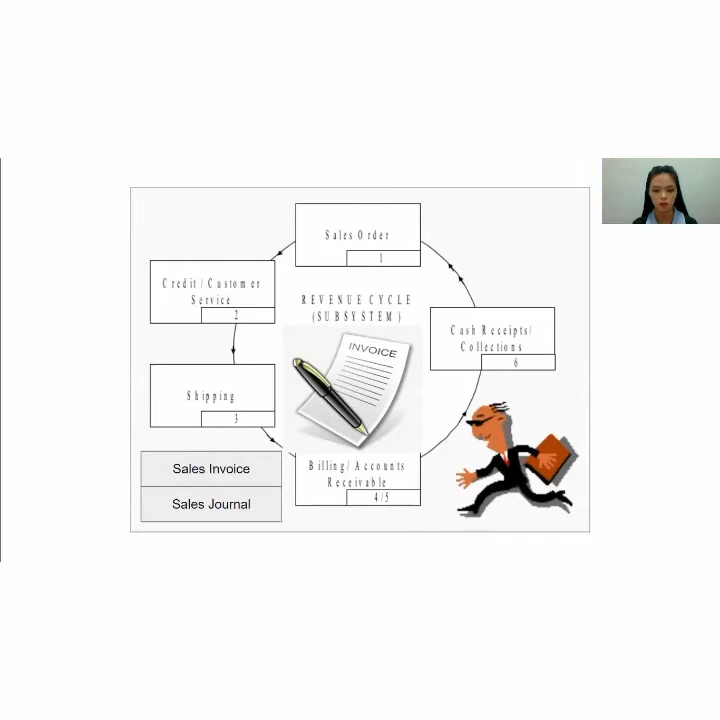 Sales Order
1
Credit/Customer
Service
2
REVENUE CYCLE
(SUBSYSTEM)
INVOICE
Cash Receipts/
Collections
6
Shipping
3
Sales Invoice
Sales Journal
Billing/Accounts
Receivable
4/5